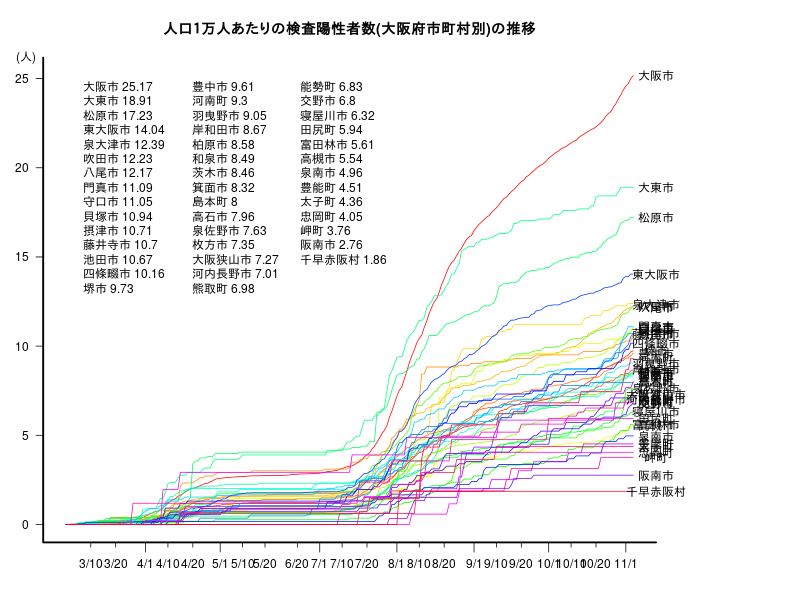 人口1万人あたりの検査陽性者数(大阪府市町村別)の推移
(人)
25
20
15
10
5
0
大阪市 25.17
大東市 18.91
松原市 17.23
東大阪市 14.04
泉大津市 12.39
吹田市 12.23
八尾市 12.17
門真市 11.09
守口市 11.05
貝塚市 10.94
摂津市 10.71
藤井寺市 10.7
池田市 10.67
四條畷市 10.16
堺市 9.73
豊中市 9.61
河南町 9.3
羽曳野市 9.05
岸和田市 8.67
柏原市 8.58
和泉市 8.49
茨木市 8.46
箕面市 8.32
島本町 8
高石市 7.96
泉佐野市 7.63
枚方市 7.35
大阪狭山市 7.27
河内長野市 7.01
熊取町 6.98
能勢町 6.83
交野市 6.8
寝屋川市 6.32
田尻町 5.94
富田林市 5.61
高槻市 5.54
泉南市 4.96
豊能町 4.51
太子町 4.36
忠岡町 4.05
岬町 3.76
阪南市 2.76
千早赤阪村 1.86
大阪市
大東市
松原市
東大阪市
泉大津市
四條畷市
寝屋川市
泉南市
岬町
阪南市
千早赤阪村
3/10 3/20 4/1 4/10 4/20 5/1 5/10 5/20 6/20 7/1 7/10 7/20 8/1 8/10 8/20 9/1 9/10 9/20 10/1 10/10 10/20 11/1